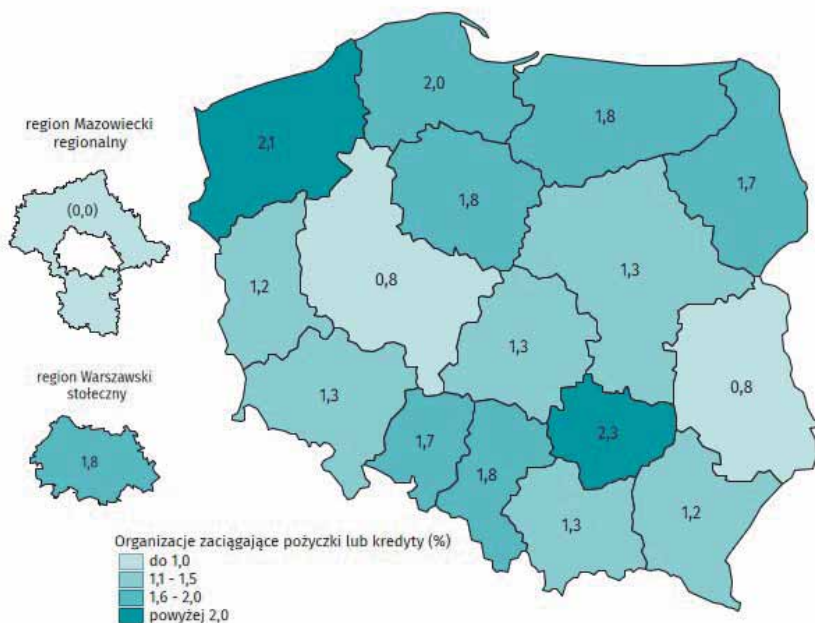 region Mazowiecki
regionalny
(0,0)
region Warszawski
stołeczny
1,8
2,0
1,8
2,1
1,7
1,8
1,3
1,2
0,8
1,3
0,8
1,3
2,3
1,7
1,8
1,2
1,3
Organizacje zaciągające pożyczki lub kredyty (%)
do 1,0
1,1 - 1,5
1,6 - 2,0
powyżej 2,0